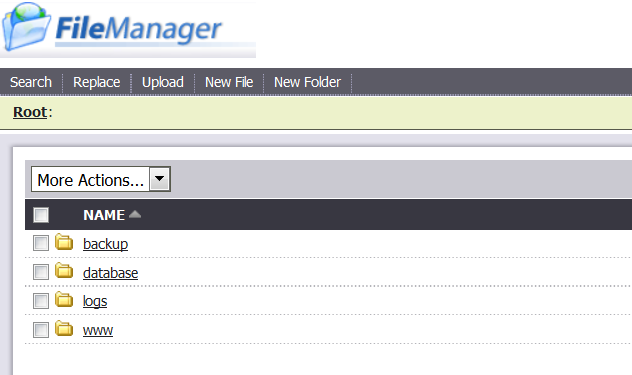 FileManager
Search Replace Upload New File New Folder
Root:
More Actions...
NAME
backup
database
logs
www